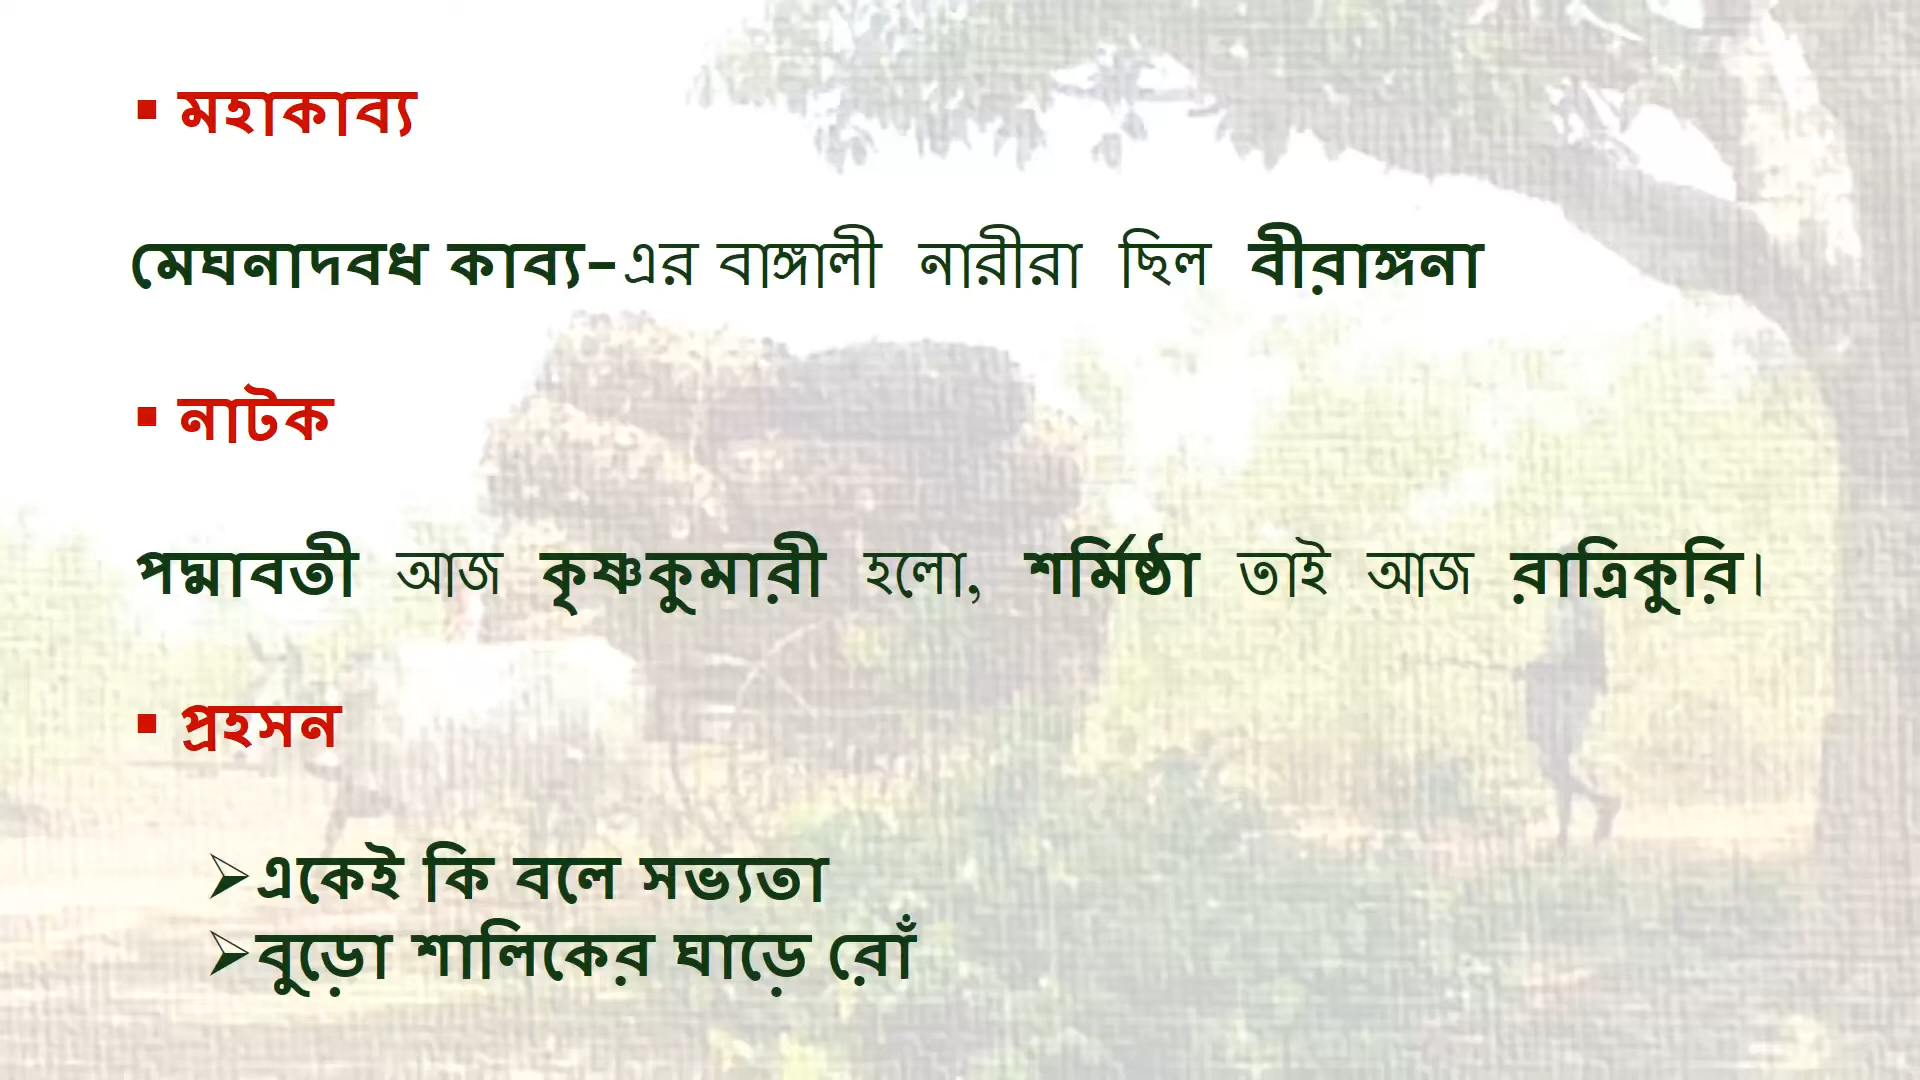 ▪ মহাকাব্য
মেঘনাদবধ কাব্য–এর বাঙ্গালী নারীরা ছিল বীরাঙ্গনা
▪ নাটক
পদ্মাবতী আজ কৃষ্ণকুমারী হলো, শর্মিষ্ঠা তাই আজ রাত্রিকুরি।
▪ প্রহসন
➢একেই কি বলে সভ্যতা
➢বুড়ো শালিকের ঘাড়ে রোঁ